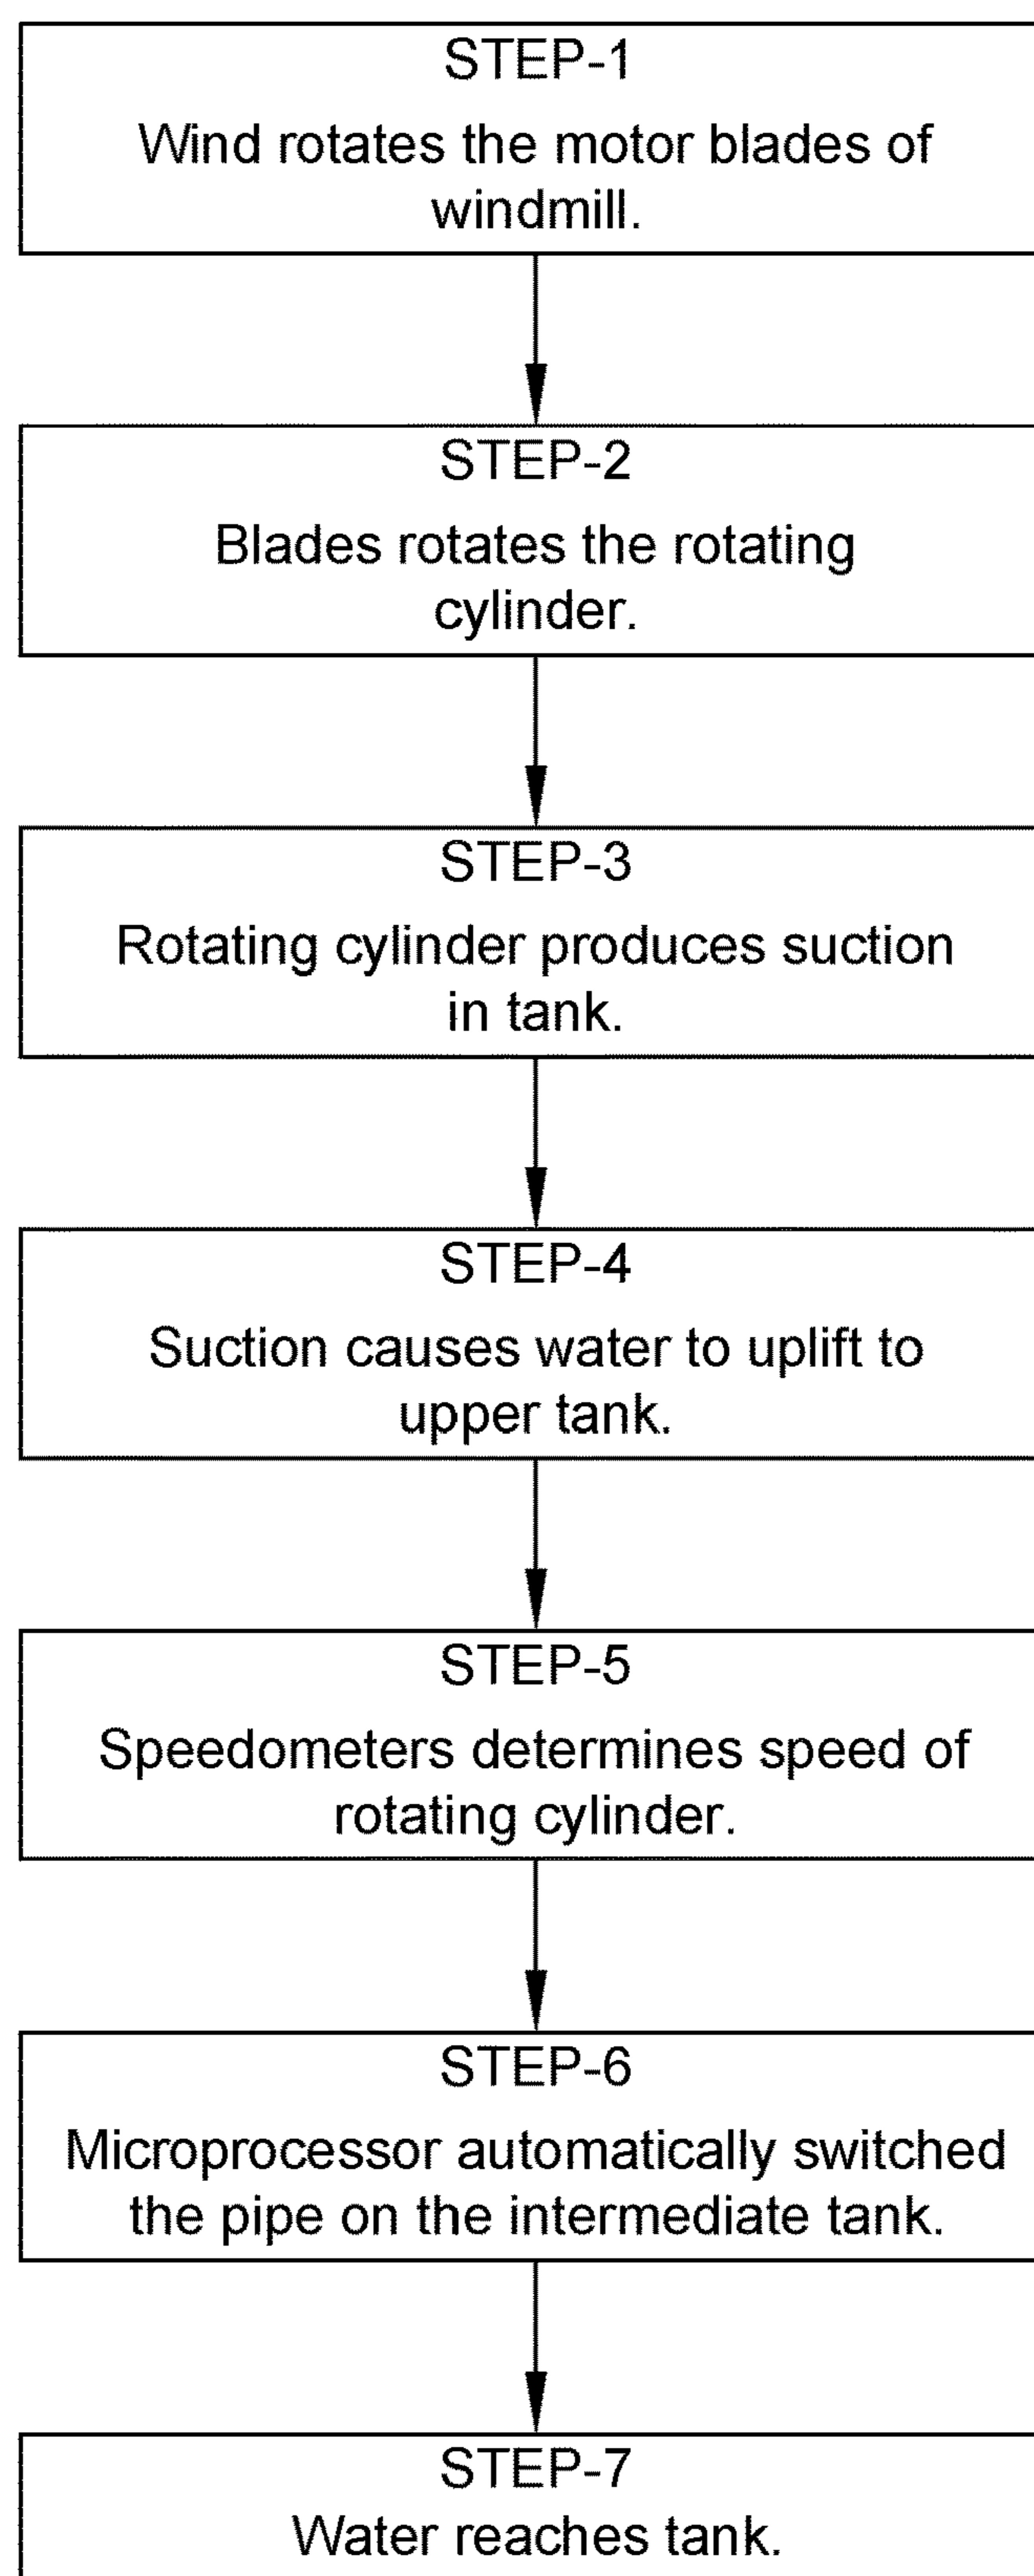 STEP-1
Wind rotates the motor blades of
windmill.
STEP-2
Blades rotates the rotating
cylinder.
STEP-3
Rotating cylinder produces suction
in tank.
STEP-4
Suction causes water to uplift to
upper tank.
STEP-5
Speedometers determines speed of
rotating cylinder.
STEP-6
Microprocessor automatically switched
the pipe on the intermediate tank.
STEP-7
Water reaches tank.